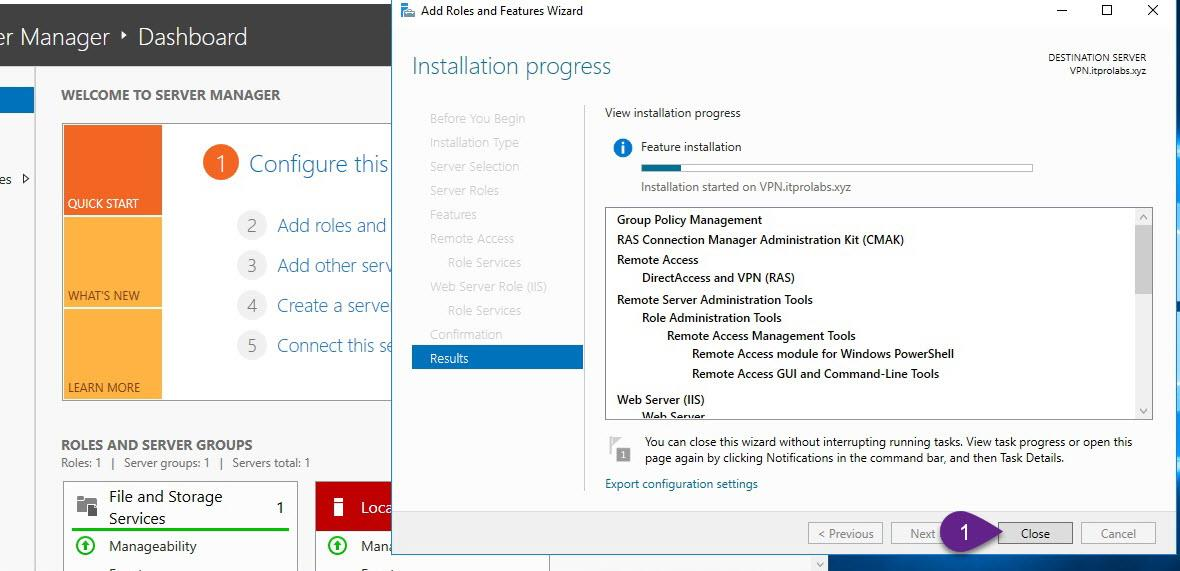 Add Roles and Features Wizard
Manager
Dashboard
WELCOME TO SERVER MANAGER
QUICK START
WHAT'S NEW
LEARN MORE
1 Configure this
2 Add roles and
3 Add other
4 Create a
5 Connect this
ROLES AND SERVER GROUPS
Roles: 1 | Server groups: 1 | Servers total: 1
File and Storage
Services
1
Manageability
Installation progress
DESTINATION SERVER
VPN.itprolabs.xyz
Before You Begin
Installation Type
Server Selection
Server Roles
Features
Remote Access
Role Services
Web Server Role (IIS)
Role Services
Confirmation
Results
View installation progress
Feature installation
Installation started on VPN.itprolabs.xyz
Group Policy Management
RAS Connection Manager Administration Kit (CMAK)
Remote Access
DirectAccess and VPN (RAS)
Remote Server Administration Tools
Role Administration Tools
Remote Access Management Tools
Remote Access module for Windows PowerShell
Remote Access GUI and Command-Line Tools
Web Server (IIS)
Web Server
1
You can close this wizard without interrupting running tasks. View task progress or open this
page again by clicking Notifications in the command bar, and then Task Details.
Export configuration settings
< Previous
Next
1
Close
Cancel